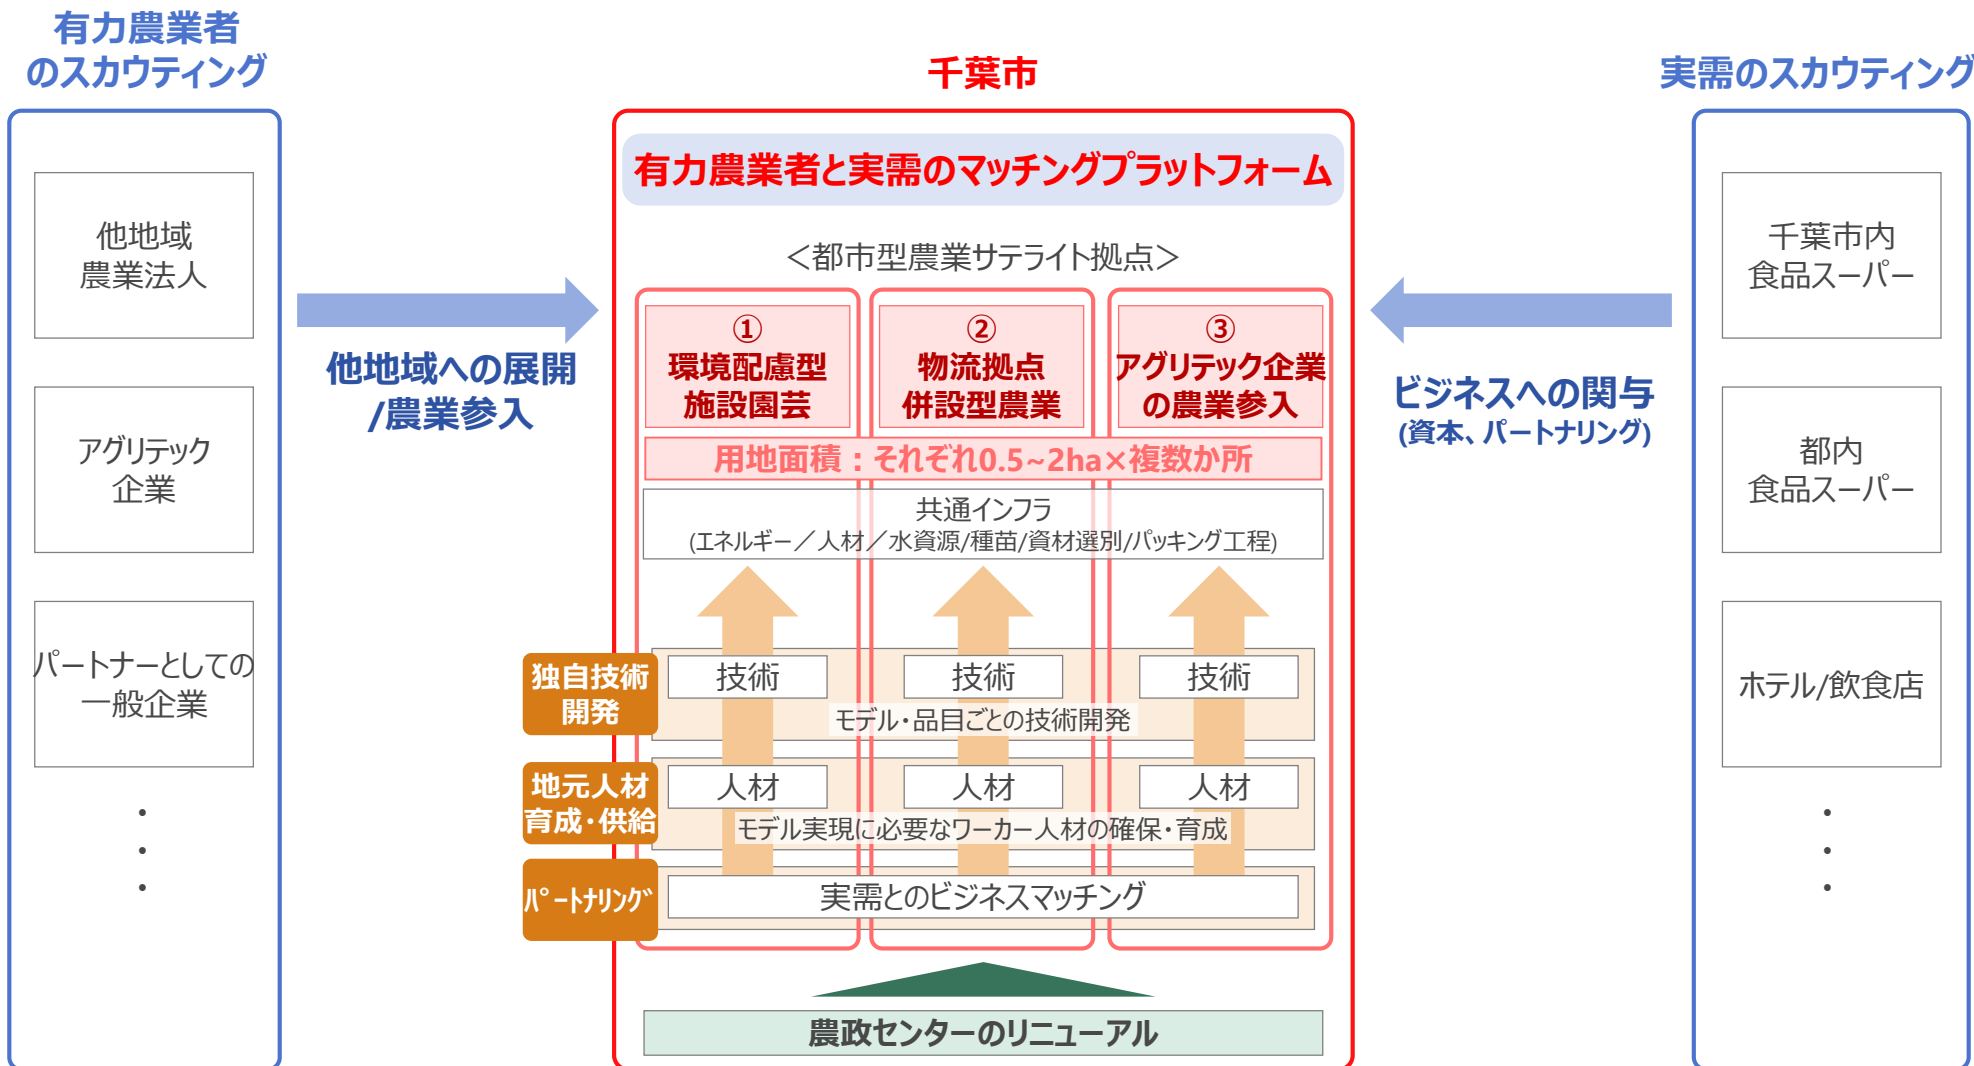 有力農業者
のスカウティング
他地域
農業法人
アグリテック
企業
パートナーとしての
一般企業
・
・
・
他地域への展開
/農業参入
千葉市
有力農業者と実需のマッチングプラットフォーム
＜都市型農業サテライト拠点＞
①
環境配慮型
施設園芸
②
物流拠点
併設型農業
③
アグリテック企業
の農業参入
用地面積：それぞれ0.5~2ha×複数か所
共通インフラ
(エネルギー／人材／水資源/種苗/資材選別/パッキング工程)
独自技術
開発
技術
技術
技術
モデル・品目ごとの技術開発
地元人材
育成・供給
人材
人材
人材
モデル実現に必要なワーカー人材の確保・育成
パートナリング
実需とのビジネスマッチング
農政センターのリニューアル
ビジネスへの関与
(資本、パートナリング)
実需のスカウティング
千葉市内
食品スーパー
都内
食品スーパー
ホテル/飲食店
・
・
・